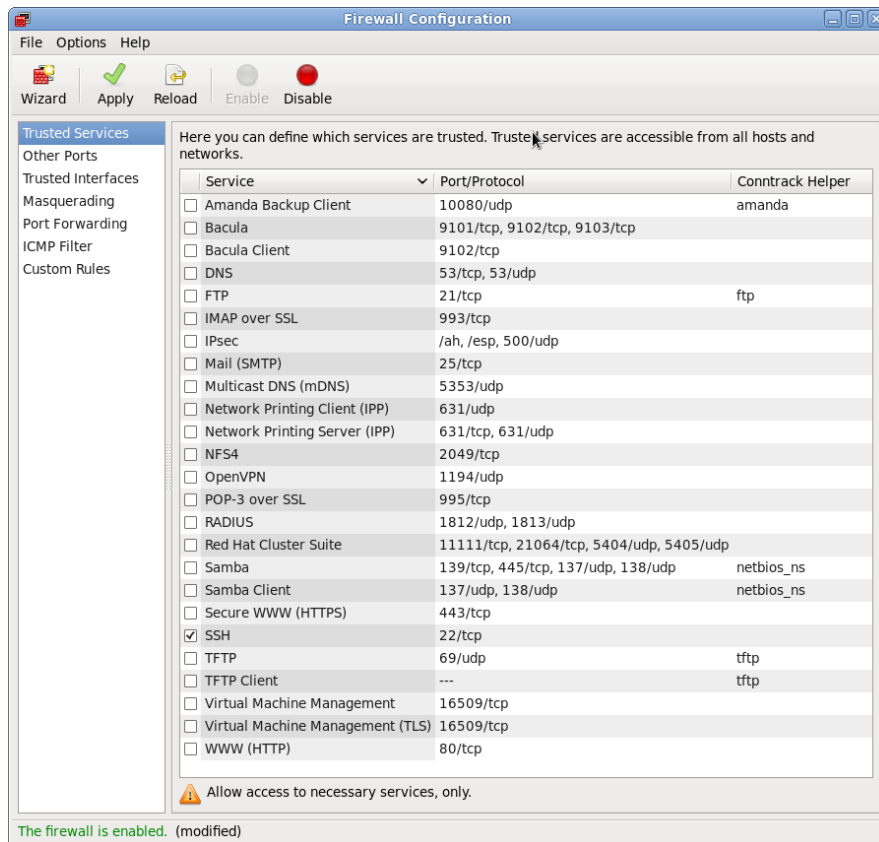 Firewall Configuration
File Options Help
Wizard Apply Reload Enable Disable
Trusted Services
Other Ports
Trusted Interfaces
Masquerading
Port Forwarding
ICMP Filter
Custom Rules
Here you can define which services are trusted. Trusted services are accessible from all hosts and
networks.
Service Port/Protocol Conntrack Helper
Amanda Backup Client 10080/udp amanda
Bacula 9101/tcp, 9102/tcp, 9103/tcp
Bacula Client 9102/tcp
DNS 53/tcp, 53/udp
FTP 21/tcp ftp
IMAP over SSL 993/tcp
IPsec /ah, /esp, 500/udp
Mail (SMTP) 25/tcp
Multicast DNS (mDNS) 5353/udp
Network Printing Client (IPP) 631/udp
Network Printing Server (IPP) 631/tcp, 631/udp
NFS4 2049/tcp
OpenVPN 1194/udp
POP-3 over SSL 995/tcp
RADIUS 1812/udp, 1813/udp
Red Hat Cluster Suite 11111/tcp, 21064/tcp, 5404/udp, 5405/udp
Samba 139/tcp, 445/tcp, 137/udp, 138/udp netbios_ns
Samba Client 137/udp, 138/udp netbios_ns
Secure WWW (HTTPS) 443/tcp
SSH 22/tcp
TFTP 69/udp tftp
TFTP Client --- tftp
Virtual Machine Management 16509/tcp
Virtual Machine Management (TLS) 16509/tcp
WWW (HTTP) 80/tcp
Allow access to necessary services, only.
The firewall is enabled. (modified)